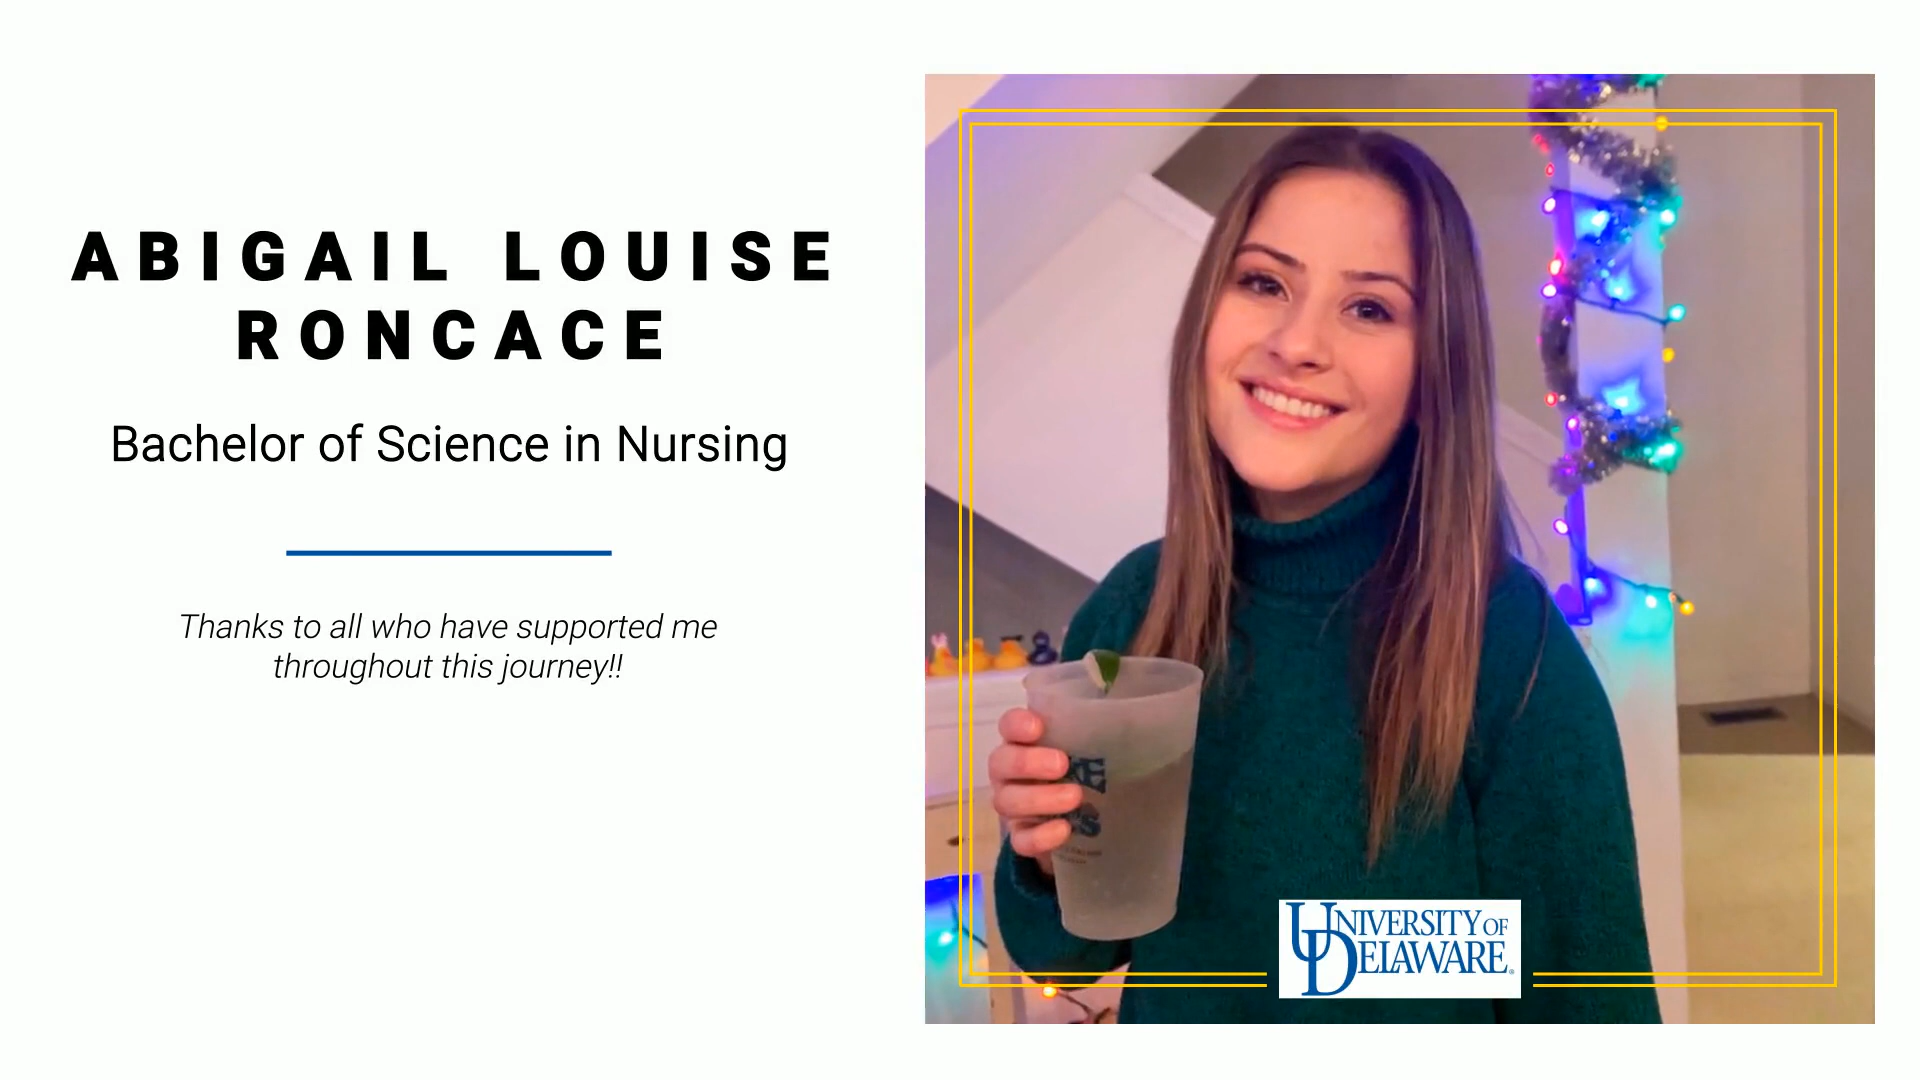 ABIGAIL LOUISE
RONCACE
Bachelor of Science in Nursing
Thanks to all who have supported me
throughout this journey!!
UNIVERSITY OF
DELAWARE